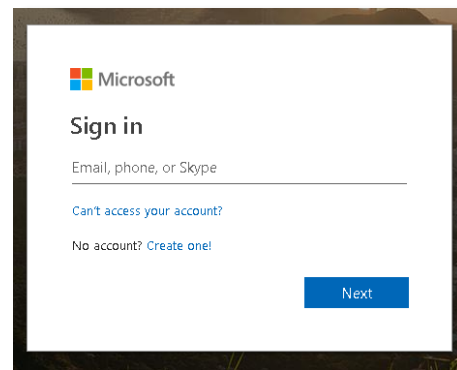 Microsoft
Sign in
Email, phone, or Skype
Can't access your account?
No account? Create one!
Next